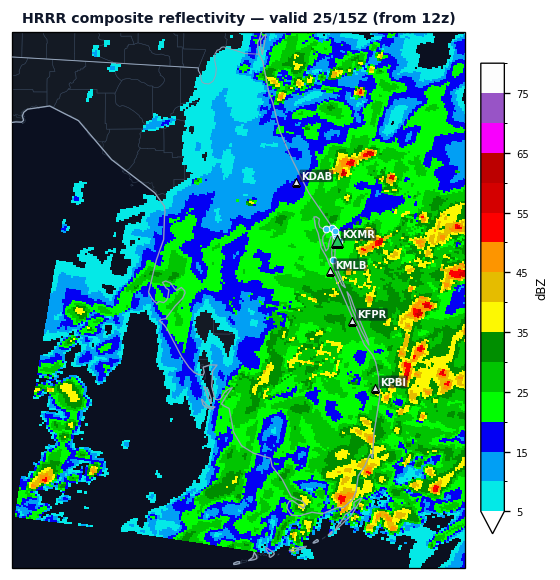 HRRR composite reflectivity — valid 25/15Z (from 12z)
KDAB
KXMR
KMLB
KFPR
KPBI
75
65
55
45
35
25
15
5
dBZ